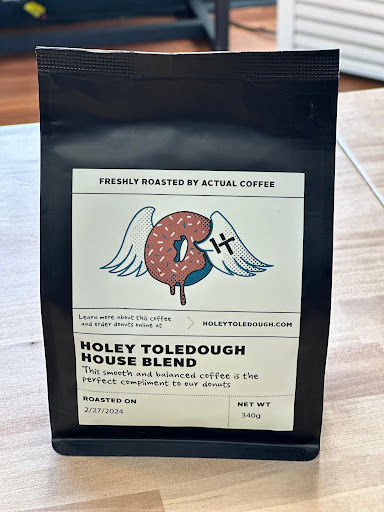 FRESHLY ROASTED BY ACTUAL COFFEE
HT
Learn more about this coffee
and order donuts online at
HOLEYTOLEDOUGH.COM
HOLEY TOLEDOUGH
HOUSE BLEND
This smooth and balanced coffee is the
perfect compliment to our donuts
ROASTED ON
2/27/2024
NET WT
340g